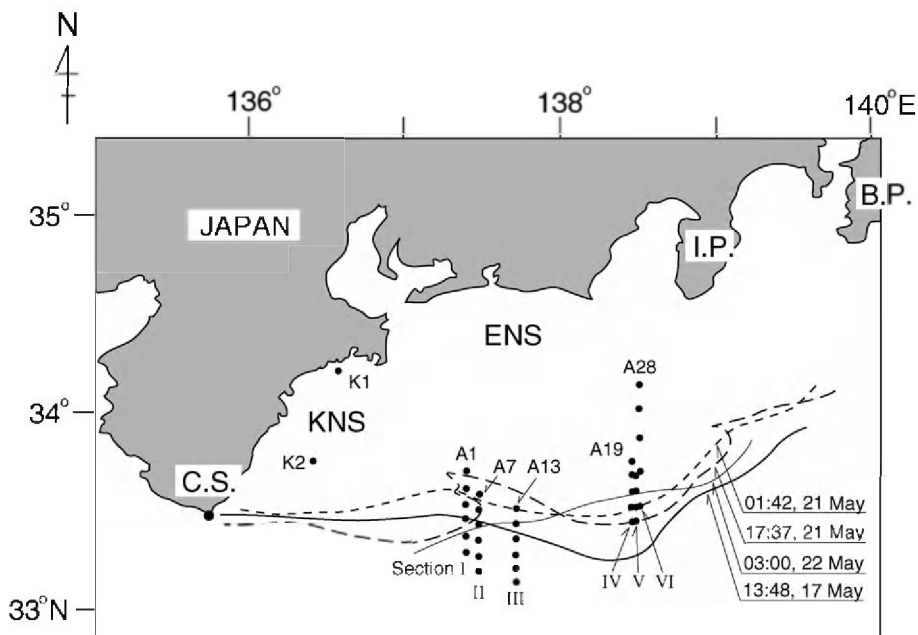 N
136°
138°
140°E
35°
34°
33°N
JAPAN
B.P.
I.P.
ENS
A28
K1
KNS
K2
A19
A1
A7
A13
C.S.
01:42, 21 May
17:37, 21 May
03:00, 22 May
13:48, 17 May
Section I
II
III
IV
V
VI